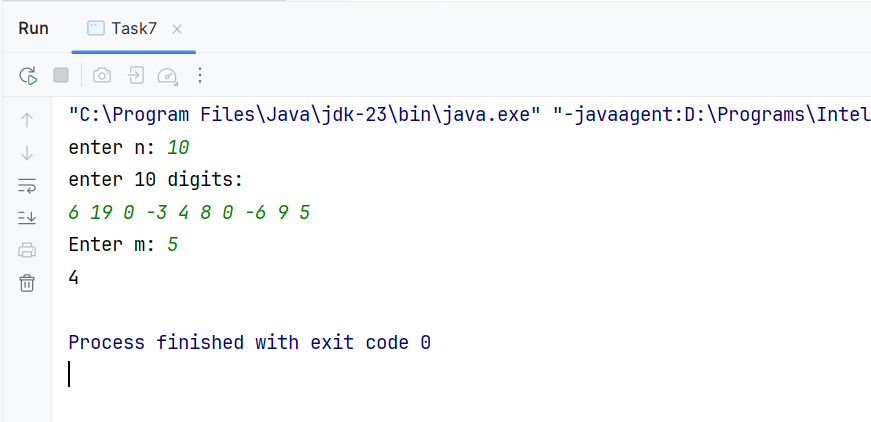 Run Task7
"C:\Program Files\Java\jdk-23\bin\java.exe" "-javaagent:D:\Programs\Intel
enter n: 10
enter 10 digits:
6 19 0 -3 4 8 0 -6 9 5
Enter m: 5
4
Process finished with exit code 0